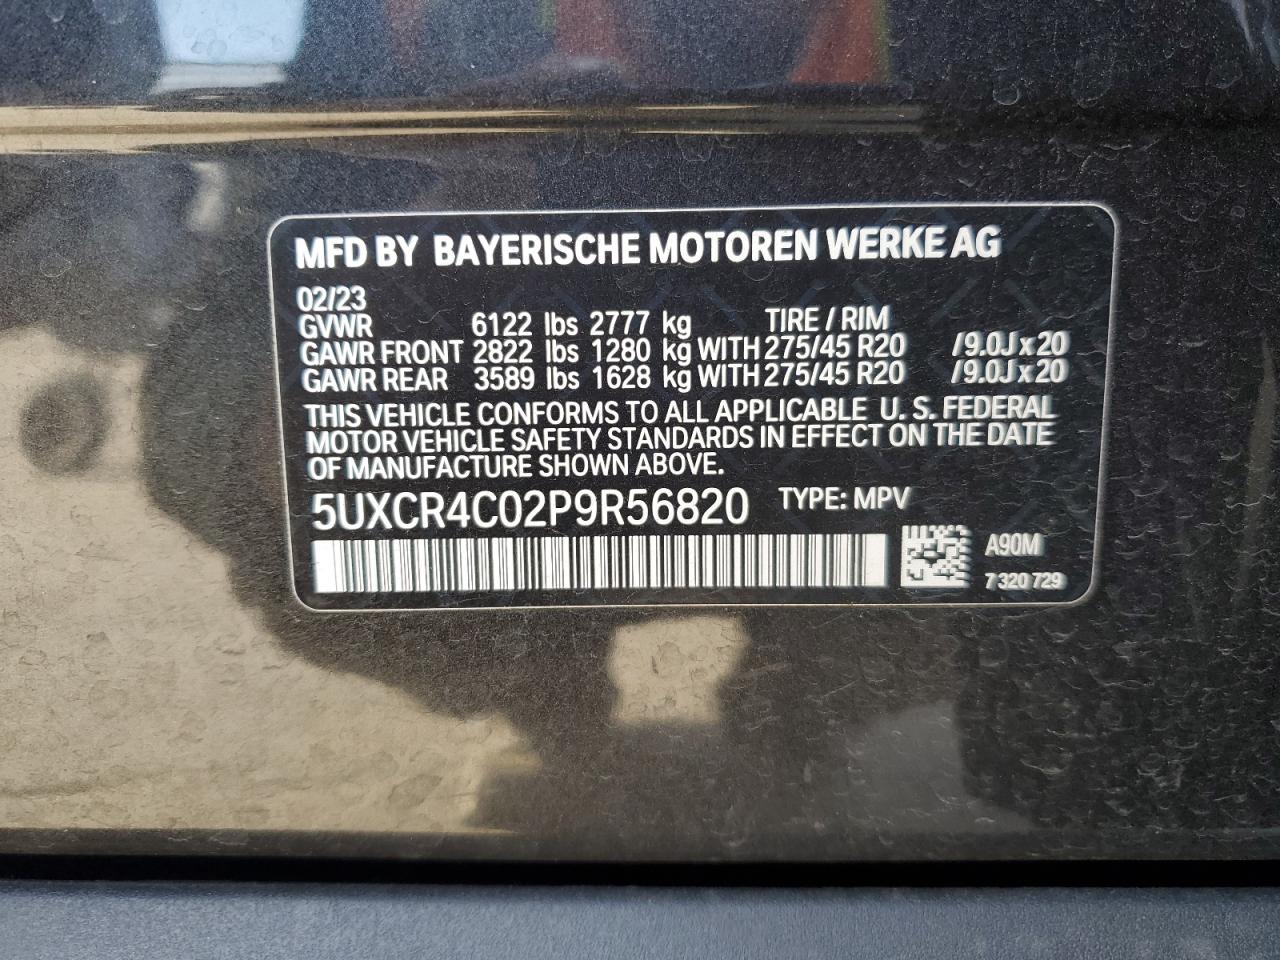 MFD BY BAYERISCHE MOTOREN WERKE AG
02/23
GVWR 6122 lbs 2777 kg TIRE / RIM
GAWR FRONT 2822 lbs 1280 kg WITH 275/45 R20 /9.0J x 20
GAWR REAR 3589 lbs 1628 kg WITH 275/45 R20 /9.0J x 20
THIS VEHICLE CONFORMS TO ALL APPLICABLE U. S. FEDERAL
MOTOR VEHICLE SAFETY STANDARDS IN EFFECT ON THE DATE
OF MANUFACTURE SHOWN ABOVE.
5UXCR4C02P9R56820 TYPE: MPV
A90M
7 320 729